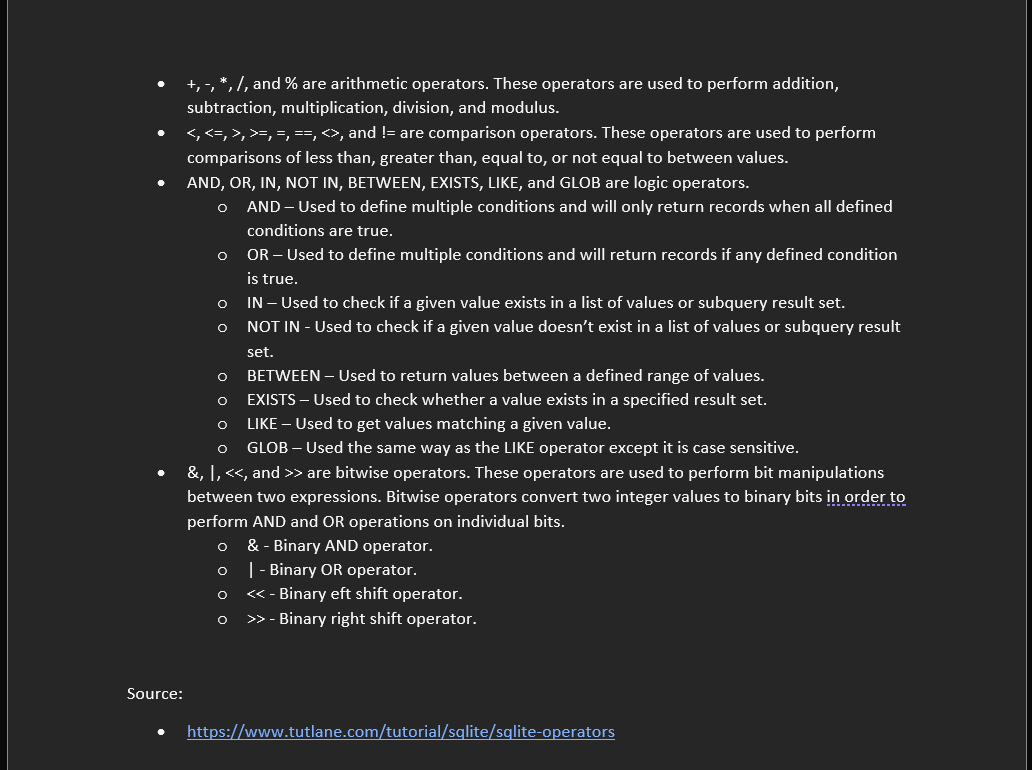 • +, -, *, /, and % are arithmetic operators. These operators are used to perform addition,
subtraction, multiplication, division, and modulus.
• <, <=, >, >=, =, ==, <>, and != are comparison operators. These operators are used to perform
comparisons of less than, greater than, equal to, or not equal to between values.
• AND, OR, IN, NOT IN, BETWEEN, EXISTS, LIKE, and GLOB are logic operators.
o AND – Used to define multiple conditions and will only return records when all defined
conditions are true.
o OR – Used to define multiple conditions and will return records if any defined condition
is true.
o IN – Used to check if a given value exists in a list of values or subquery result set.
o NOT IN - Used to check if a given value doesn’t exist in a list of values or subquery result
set.
o BETWEEN – Used to return values between a defined range of values.
o EXISTS – Used to check whether a value exists in a specified result set.
o LIKE – Used to get values matching a given value.
o GLOB – Used the same way as the LIKE operator except it is case sensitive.
• &, |, <<, and >> are bitwise operators. These operators are used to perform bit manipulations
between two expressions. Bitwise operators convert two integer values to binary bits in order to
perform AND and OR operations on individual bits.
o & - Binary AND operator.
o | - Binary OR operator.
o << - Binary eft shift operator.
o >> - Binary right shift operator.
Source:
• https://www.tutlane.com/tutorial/sqlite/sqlite-operators